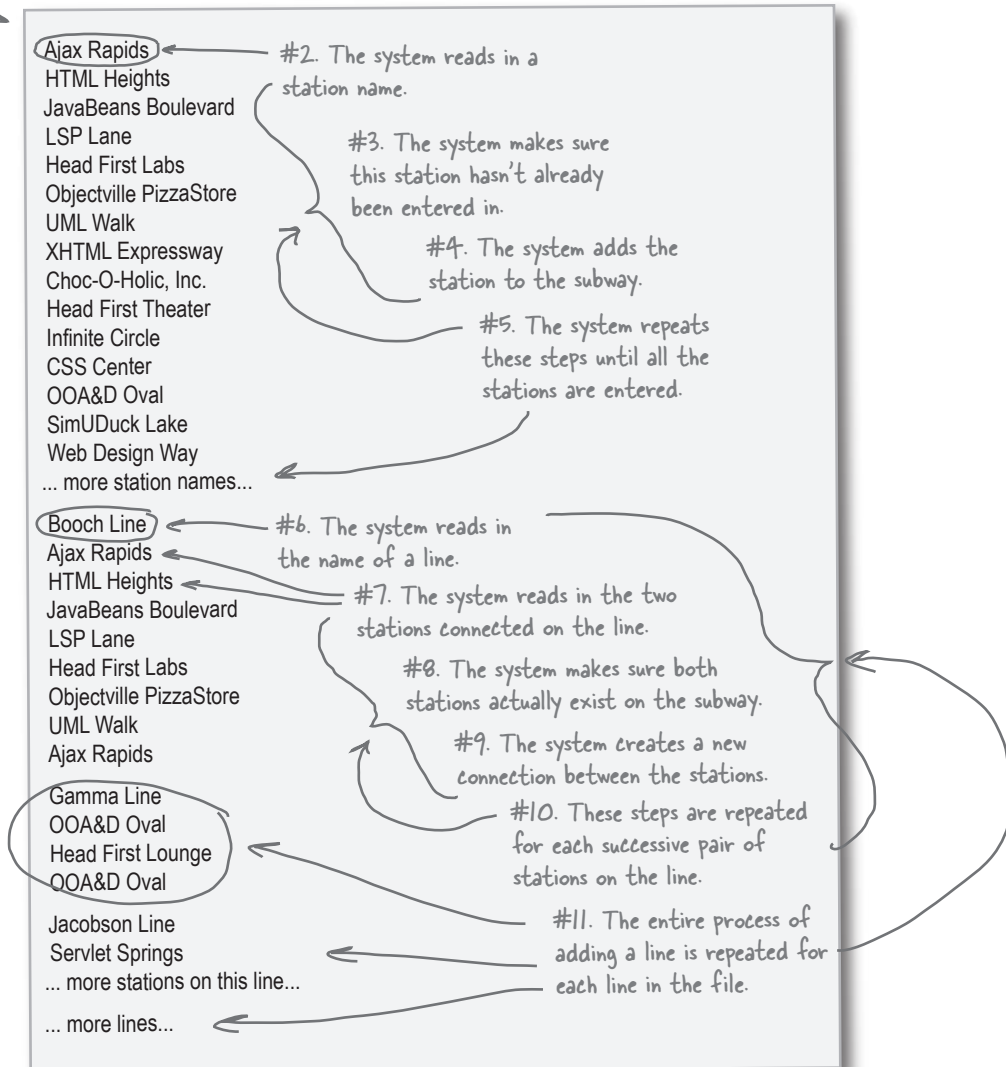 Ajax Rapids
HTML Heights
JavaBeans Boulevard
LSP Lane
Head First Labs
Objectville PizzaStore
UML Walk
XHTML Expressway
Choc-O-Holic, Inc.
Head First Theater
Infinite Circle
CSS Center
OOA&D Oval
SimUDuck Lake
Web Design Way
... more station names...
#2. The system reads in a
station name.
#3. The system makes sure
this station hasn't already
been entered in.
#4. The system adds the
station to the subway.
#5. The system repeats
these steps until all the
stations are entered.
Booch Line
Ajax Rapids
HTML Heights
JavaBeans Boulevard
LSP Lane
Head First Labs
Objectville PizzaStore
UML Walk
Ajax Rapids
#6. The system reads in
the name of a line.
#7. The system reads in the two
stations connected on the line.
#8. The system makes sure both
stations actually exist on the subway.
#9. The system creates a new
connection between the stations.
#10. These steps are repeated
for each successive pair of
stations on the line.
Gamma Line
OOA&D Oval
Head First Lounge
OOA&D Oval
Jacobson Line
Servlet Springs
... more stations on this line...
... more lines...
#11. The entire process of
adding a line is repeated for
each line in the file.